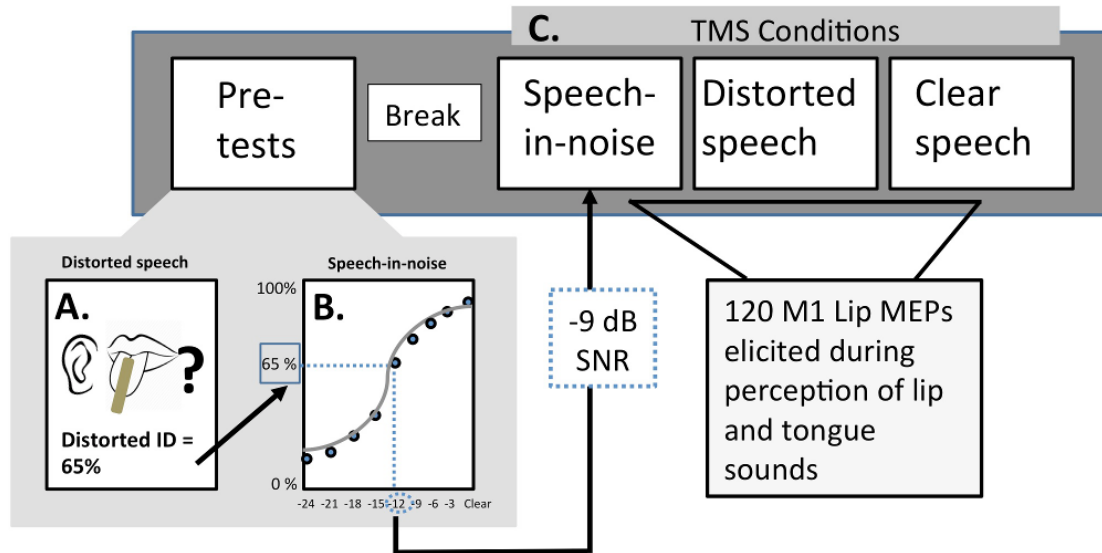 C. TMS Conditions
Pre-
tests
Break
Speech-
in-noise
Distorted
speech
Clear
speech
Distorted speech
A.
?
Distorted ID =
65%
Speech-in-noise
B.
100%
65 %
0 %
-24 -21 -18 -15 -12 -9 -6 -3 Clear
-9 dB
SNR
120 M1 Lip MEPs
elicited during
perception of lip
and tongue
sounds